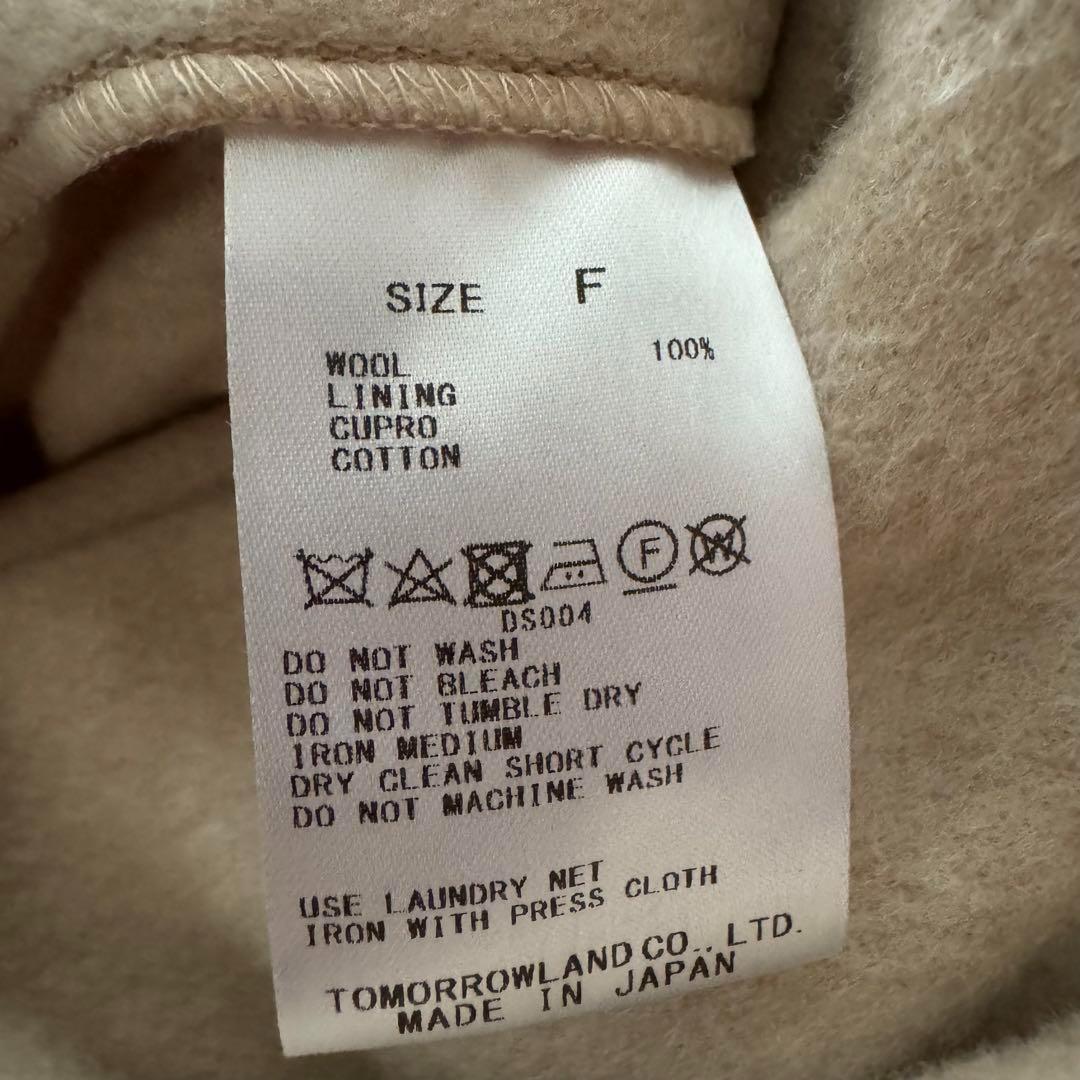 SIZE F
WOOL 100%
LINING
CUPRO
COTTON
F W
DS004
DO NOT WASH
DO NOT BLEACH
DO NOT TUMBLE DRY
IRON MEDIUM
DRY CLEAN SHORT CYCLE
DO NOT MACHINE WASH
USE LAUNDRY NET
IRON WITH PRESS CLOTH
TOMORROWLAND CO., LTD.
MADE IN JAPAN